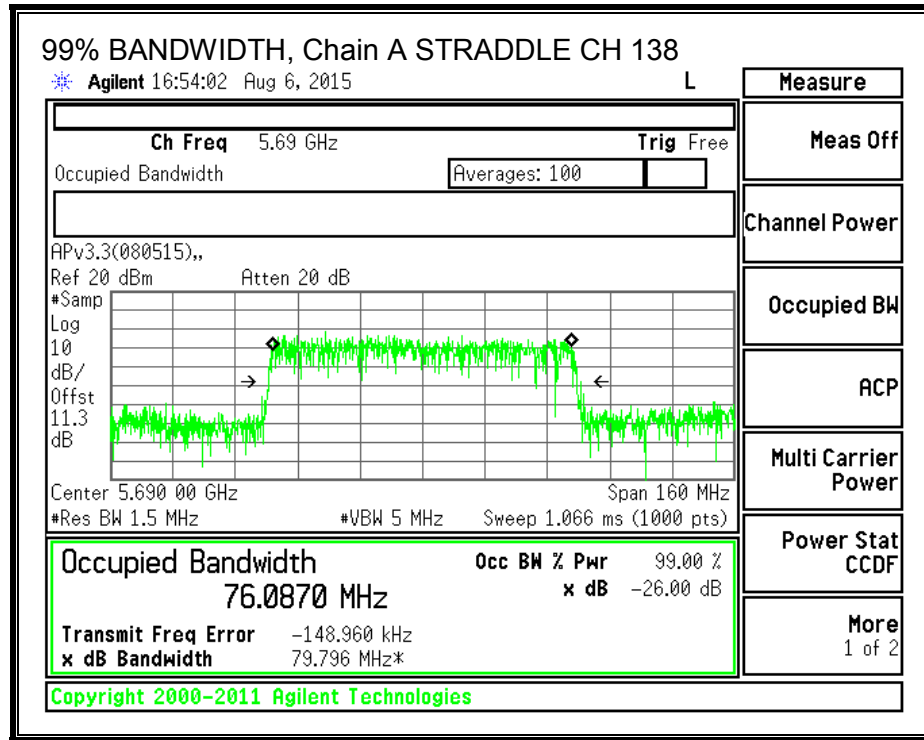 99% BANDWIDTH, Chain A STRADDLE CH 138
Agilent 16:54:02 Aug 6, 2015 L
Measure
Ch Freq 5.69 GHz Trig Free
Occupied Bandwidth Averages: 100
APv3.3(080515),,
Ref 20 dBm Atten 20 dB
#Samp
Log
10
dB/
Offst
11.3
dB
Center 5.690 00 GHz Span 160 MHz
#Res BW 1.5 MHz #VBW 5 MHz Sweep 1.066 ms (1000 pts)
Occupied Bandwidth Occ BW % Pwr 99.00 %
76.0870 MHz x dB -26.00 dB
Transmit Freq Error -148.960 kHz
x dB Bandwidth 79.796 MHz*
Meas Off
Channel Power
Occupied BW
ACP
Multi Carrier
Power
Power Stat
CCDF
More
1 of 2
Copyright 2000-2011 Agilent Technologies